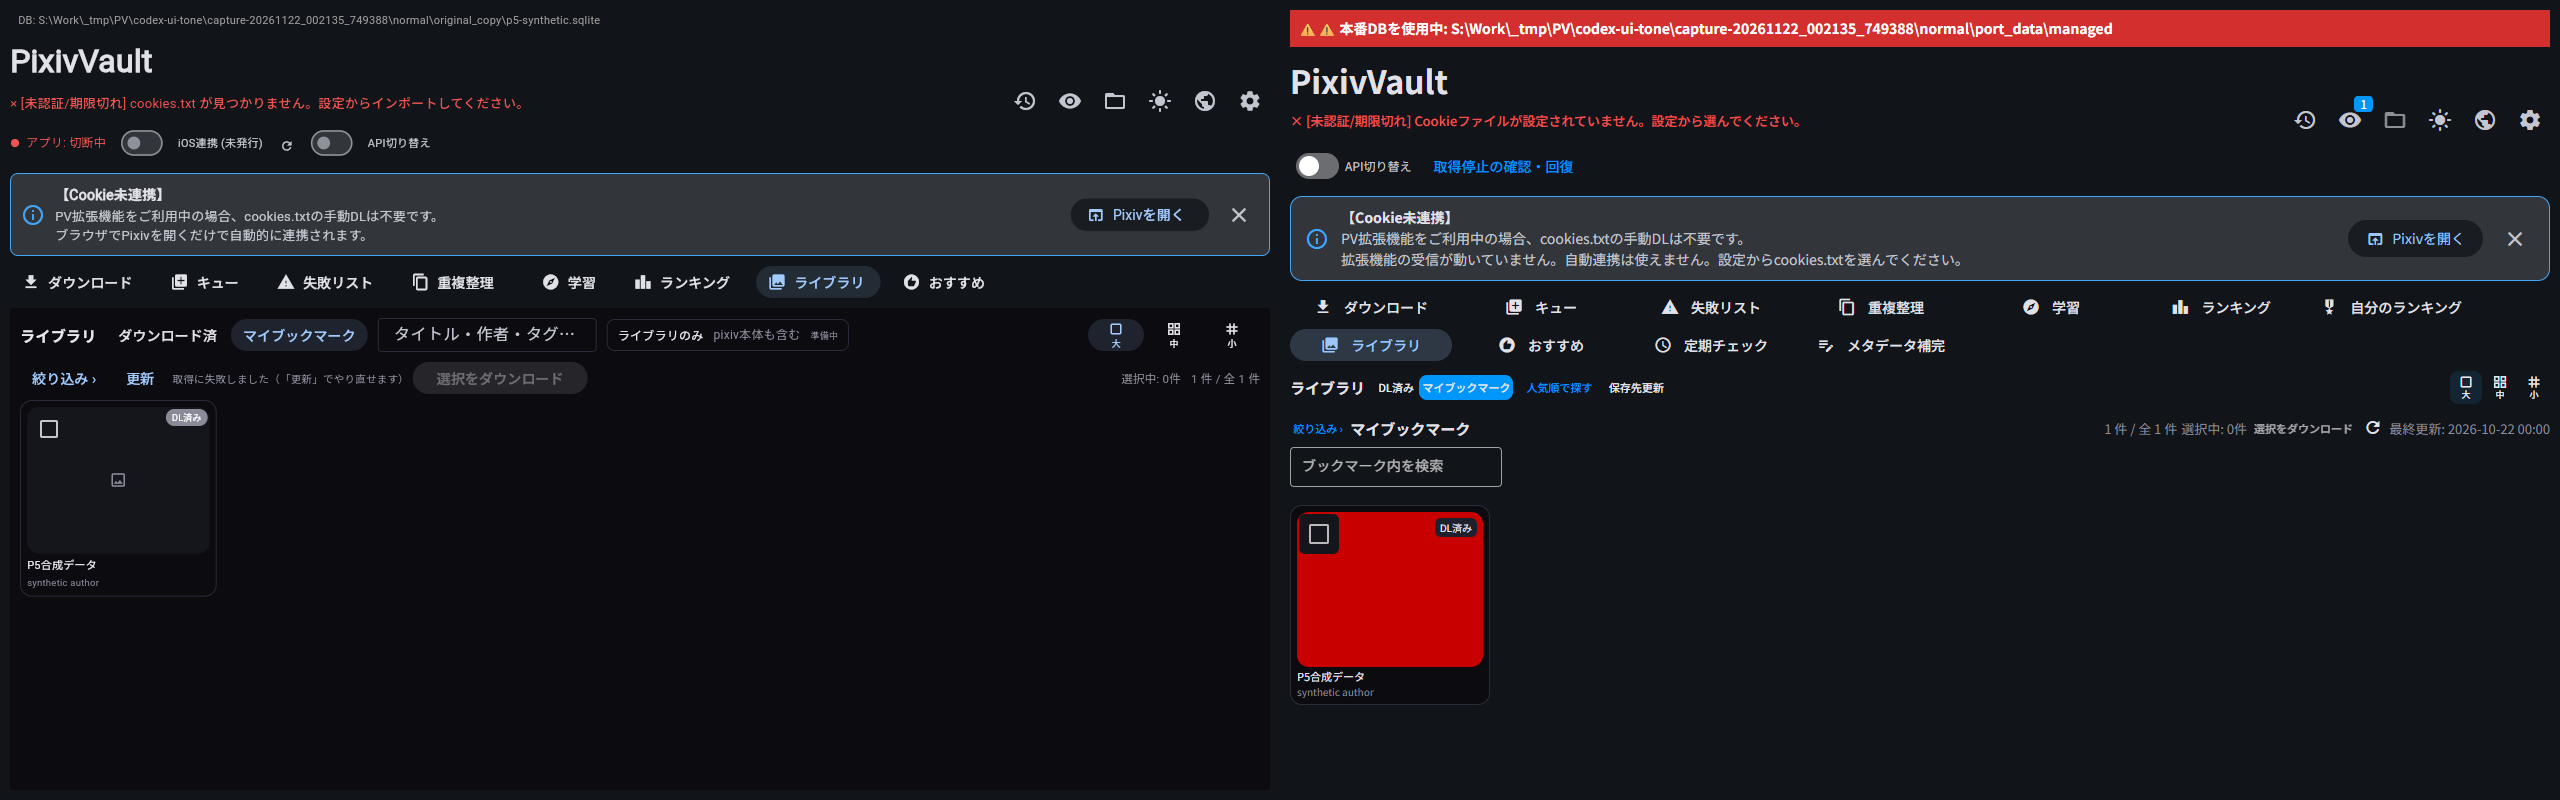 DB: S:\Work\_tmp\PV\codex-ui-tone\capture-20261122_002135_749388\normal\original_copy\p5-synthetic.sqlite
PixivVault
× [未認証/期限切れ] cookies.txt が見つかりません。設定からインポートしてください。
● アプリ: 切断中 iOS連携 (未発行) API切り替え
【Cookie未連携】
PV拡張機能をご利用中の場合、cookies.txtの手動DLは不要です。
ブラウザでPixivを開くだけで自動的に連携されます。
Pixivを開く
ダウンロード キュー 失敗リスト 重複整理 学習 ランキング ライブラリ おすすめ
ライブラリ ダウンロード済 マイブックマーク タイトル・作者・タグ… ライブラリのみ pixiv本体も含む 準備中 大 中 小
絞り込み › 更新 取得に失敗しました（「更新」でやり直せます） 選択をダウンロード 選択中: 0件 1 件 / 全 1 件
DL済み
P5合成データ
synthetic author
本番DBを使用中: S:\Work\_tmp\PV\codex-ui-tone\capture-20261122_002135_749388\normal\port_data\managed
PixivVault
1
× [未認証/期限切れ] Cookieファイルが設定されていません。設定から選んでください。
API切り替え 取得停止の確認・回復
【Cookie未連携】
PV拡張機能をご利用中の場合、cookies.txtの手動DLは不要です。
拡張機能の受信が動いていません。自動連携は使えません。設定からcookies.txtを選んでください。
Pixivを開く
ダウンロード キュー 失敗リスト 重複整理 学習 ランキング 自分のランキング
ライブラリ おすすめ 定期チェック メタデータ補完
ライブラリ DL済み マイブックマーク 人気順で探す 保存先更新 大 中 小
絞り込み › マイブックマーク 1 件 / 全 1 件 選択中: 0件 選択をダウンロード 最終更新: 2026-10-22 00:00
ブックマーク内を検索
DL済み
P5合成データ
synthetic author